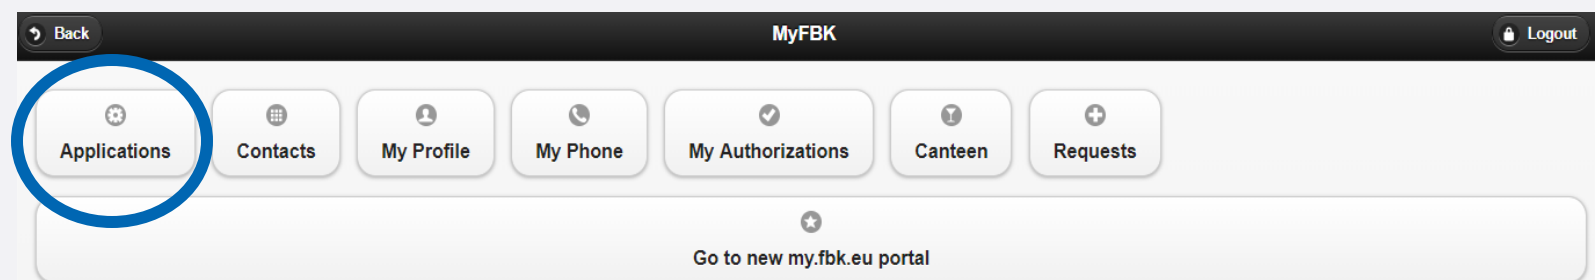 Back
MyFBK
Logout
Applications
Contacts
My Profile
My Phone
My Authorizations
Canteen
Requests
Go to new my.fbk.eu portal